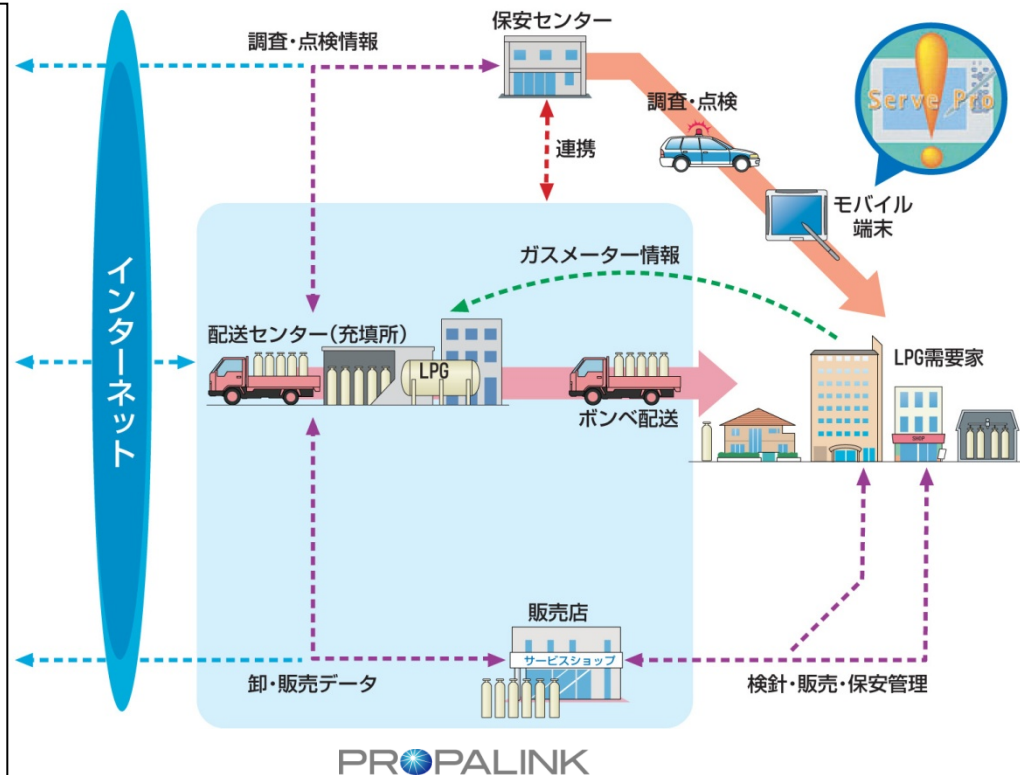 保安センター
調査・点検情報
調査・点検
Serve Pro
連携
モバイル
端末
インターネット
ガスメーター情報
配送センター(充填所)
LPG
LPG需要家
ボンベ配送
SHOP
販売店
サービスショップ
卸・販売データ
検針・販売・保安管理
PROPALINK